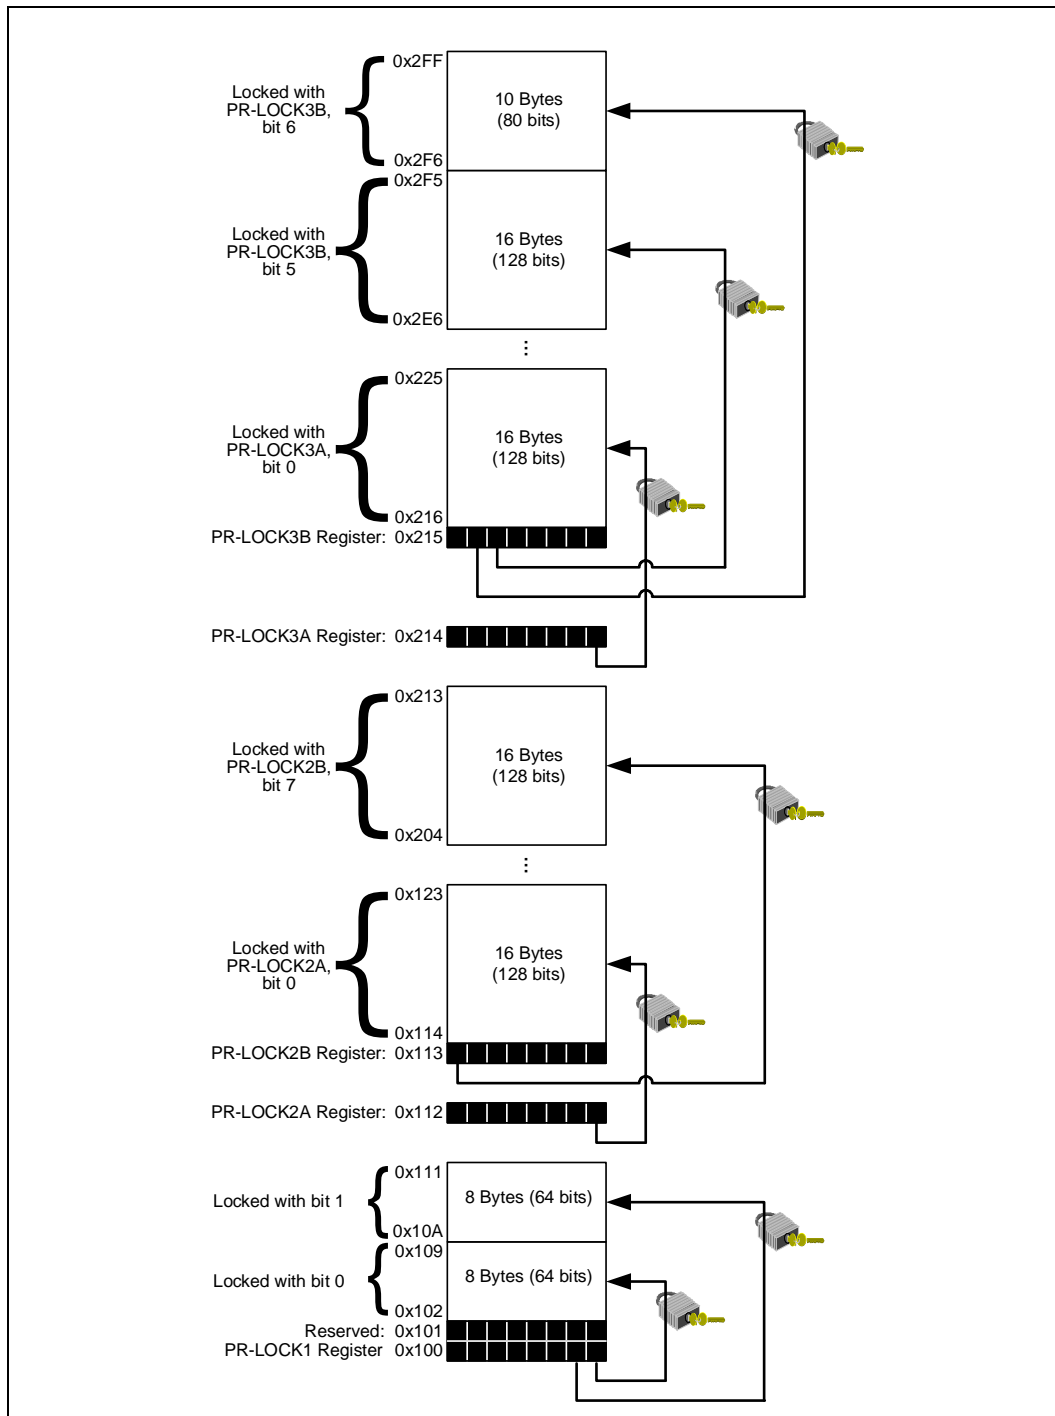 0x2FF
Locked with
PR-LOCK3B,
bit 6
10 Bytes
(80 bits)
0x2F6
0x2F5
Locked with
PR-LOCK3B,
bit 5
16 Bytes
(128 bits)
0x2E6
...
0x225
Locked with
PR-LOCK3A,
bit 0
16 Bytes
(128 bits)
0x216
PR-LOCK3B Register: 0x215
PR-LOCK3A Register: 0x214
0x213
Locked with
PR-LOCK2B,
bit 7
16 Bytes
(128 bits)
0x204
...
0x123
Locked with
PR-LOCK2A,
bit 0
16 Bytes
(128 bits)
0x114
PR-LOCK2B Register: 0x113
PR-LOCK2A Register: 0x112
0x111
Locked with bit 1
8 Bytes (64 bits)
0x10A
0x109
Locked with bit 0
8 Bytes (64 bits)
0x102
Reserved: 0x101
PR-LOCK1 Register 0x100